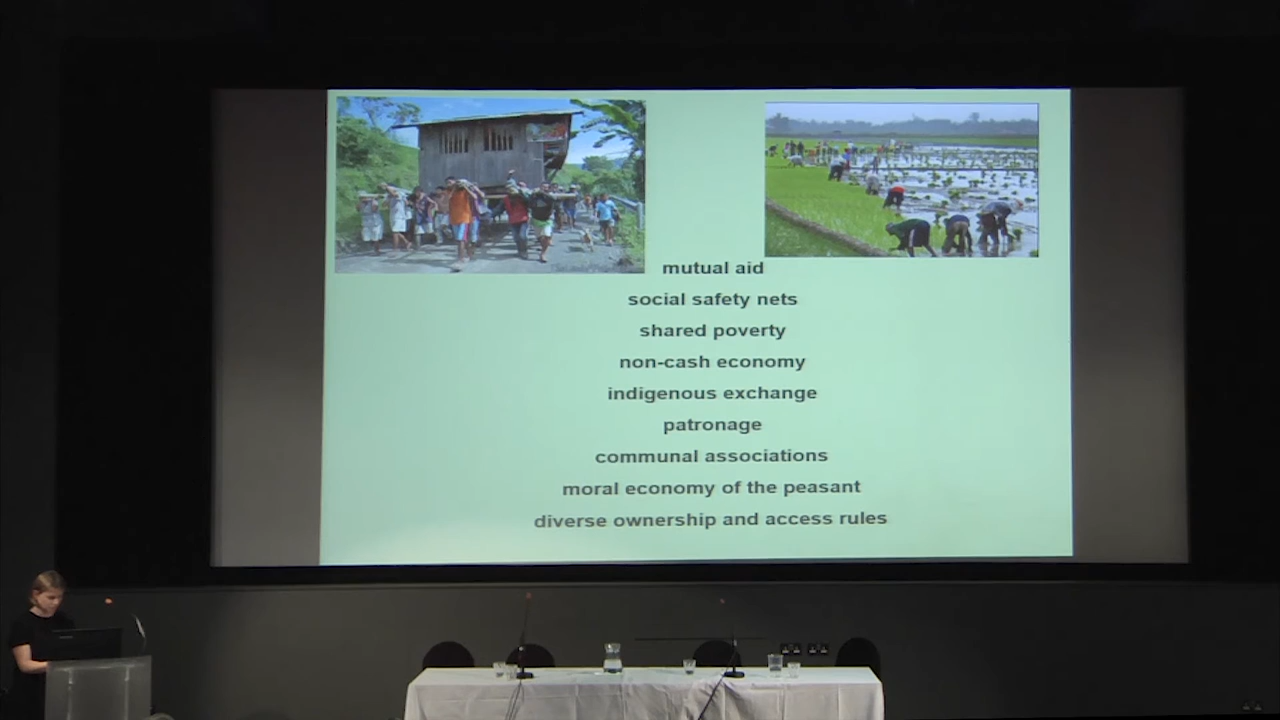 mutual aid
social safety nets
shared poverty
non-cash economy
indigenous exchange
patronage
communal associations
moral economy of the peasant
diverse ownership and access rules